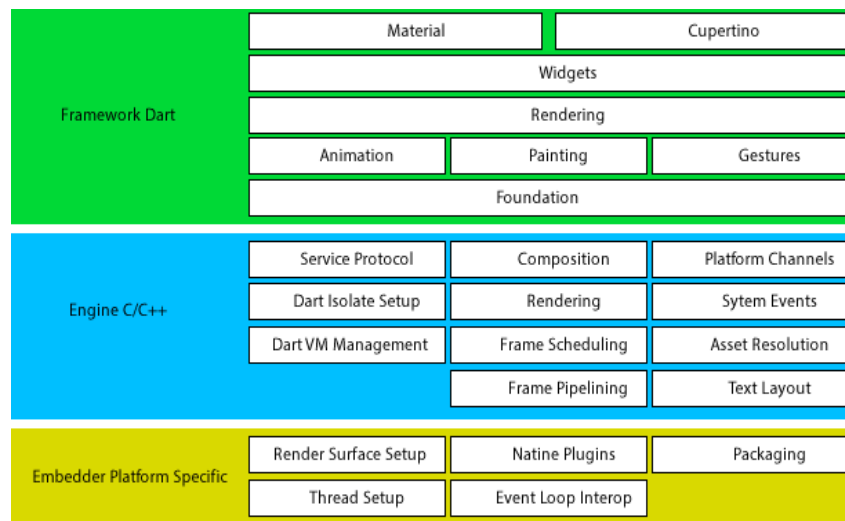 Material
Cupertino
Widgets
Framework Dart
Rendering
Animation
Painting
Gestures
Foundation
Service Protocol
Composition
Platform Channels
Engine C/C++
Dart Isolate Setup
Rendering
Sytem Events
Dart VM Management
Frame Scheduling
Asset Resolution
Frame Pipelining
Text Layout
Embedder Platform Specific
Render Surface Setup
Natine Plugins
Packaging
Thread Setup
Event Loop Interop